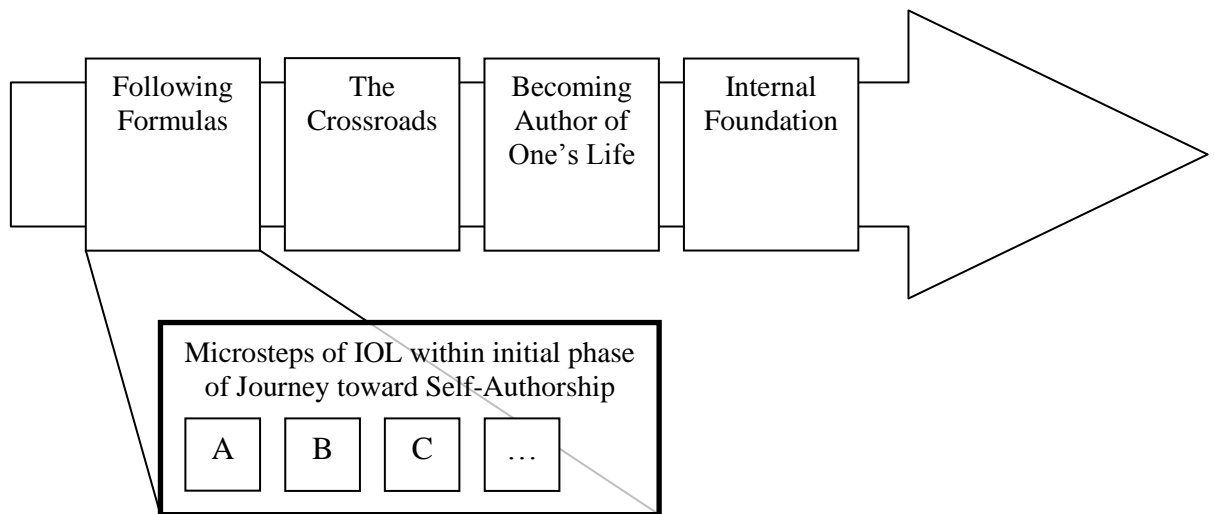 Following
Formulas
The
Crossroads
Becoming
Author of
One’s Life
Internal
Foundation
Microsteps of IOL within initial phase
of Journey toward Self-Authorship
A
B
C
…